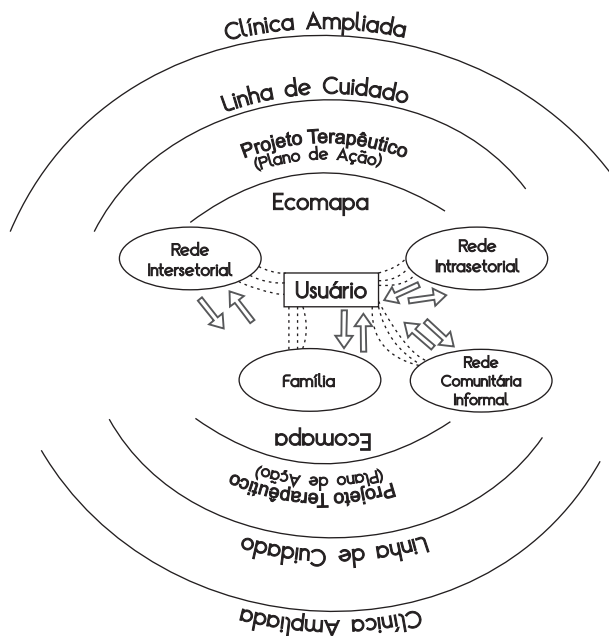 Clínica Ampliada
Linha de Cuidado
Projeto Terapêutico
(Plano de Ação)
Ecomapa
Rede
Intersetorial
Rede
Intrasetorial
Usuário
Família
Rede
Comunitária
Informal
Ecomapa
(Plano de Ação)
Projeto Terapêutico
Linha de Cuidado
Clínica Ampliada